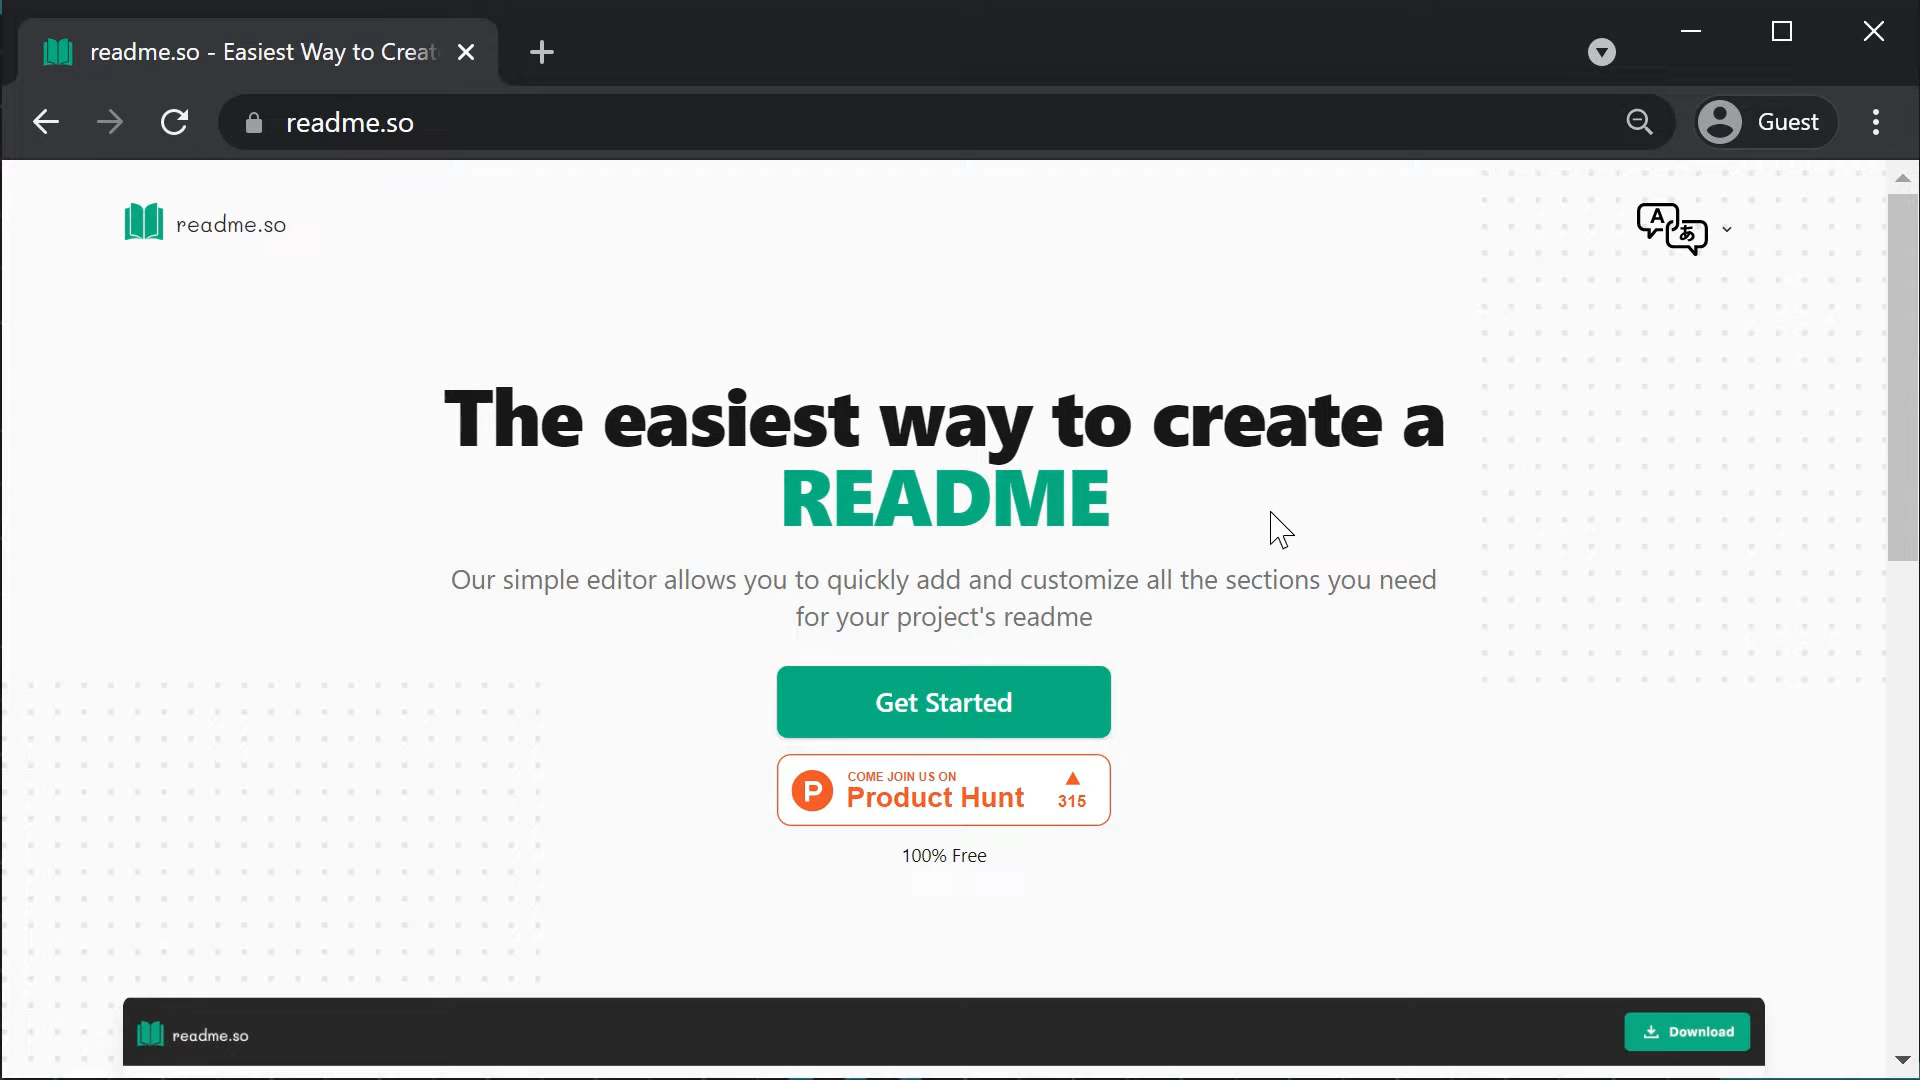 readme.so - Easiest Way to Creat
readme.so
Guest
readme.so
A
あ
The easiest way to create a
README
Our simple editor allows you to quickly add and customize all the sections you need
for your project's readme
Get Started
P
COME JOIN US ON
Product Hunt
315
100% Free
readme.so
Download